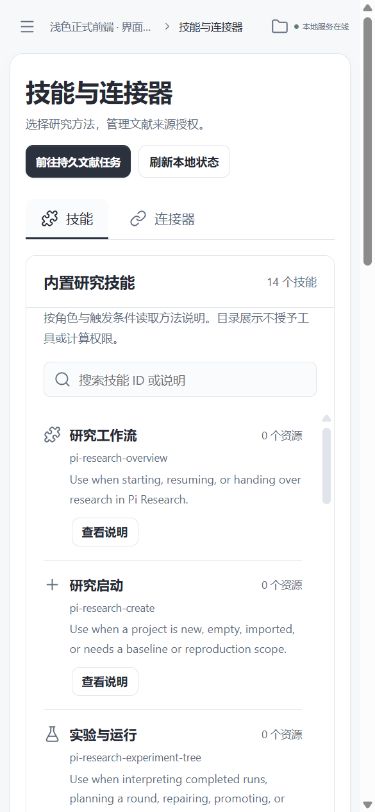 浅色正式前端 · 界面... > 技能与连接器 本地服务在线
技能与连接器
选择研究方法，管理文献来源授权。
前往持久文献任务 刷新本地状态
技能 连接器
内置研究技能 14 个技能
按角色与触发条件读取方法说明。目录展示不授予工
具或计算权限。
搜索技能 ID 或说明
研究工作流 0 个资源
pi-research-overview
Use when starting, resuming, or handing over
research in Pi Research.
查看说明
研究启动 0 个资源
pi-research-create
Use when a project is new, empty, imported,
or needs a baseline or reproduction scope.
查看说明
实验与运行 0 个资源
pi-research-experiment-tree
Use when interpreting completed runs,
planning a round, repairing, promoting, or